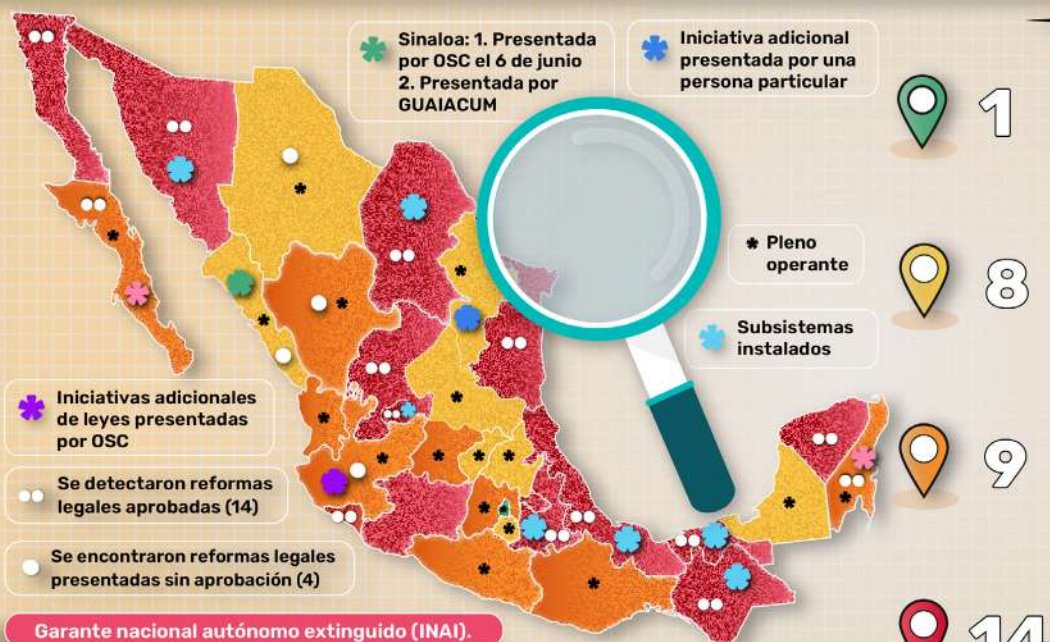 Sinaloa: 1. Presentada
por OSC el 6 de junio
2. Presentada por
GUAIACUM
Iniciativa adicional
presentada por una
persona particular
1
Pleno
operante
8
Subsistemas
instalados
Iniciativas adicionales
de leyes presentadas
por OSC
9
Se detectaron reformas
legales aprobadas (14)
Se encontraron reformas legales
presentadas sin aprobación (4)
Garante nacional autónomo extinguido (INAI).
14